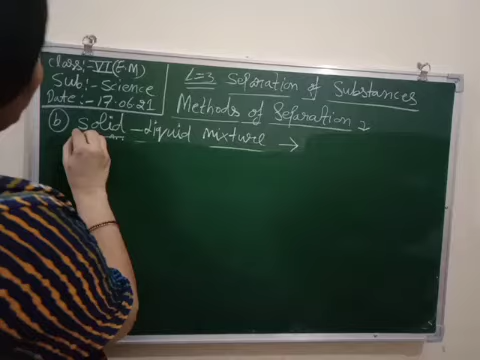 Class:- VI (E.M)
Sub:- Science
Date:- 17.06.21
L=3 Separation of Substances
Methods of Separation
b Solid - Liquid mixture →